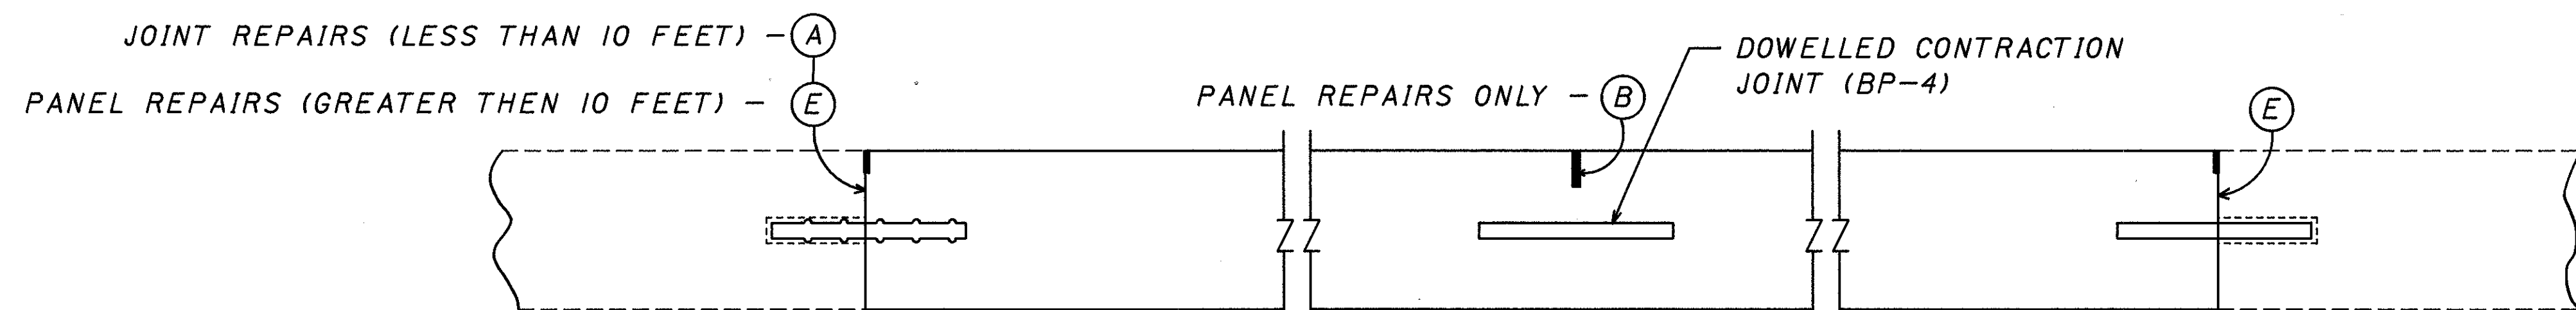 JOINT REPAIRS (LESS THAN 10 FEET) - A
PANEL REPAIRS (GREATER THEN 10 FEET) - E
PANEL REPAIRS ONLY - B
DOWELLED CONTRACTION
JOINT (BP-4)
E